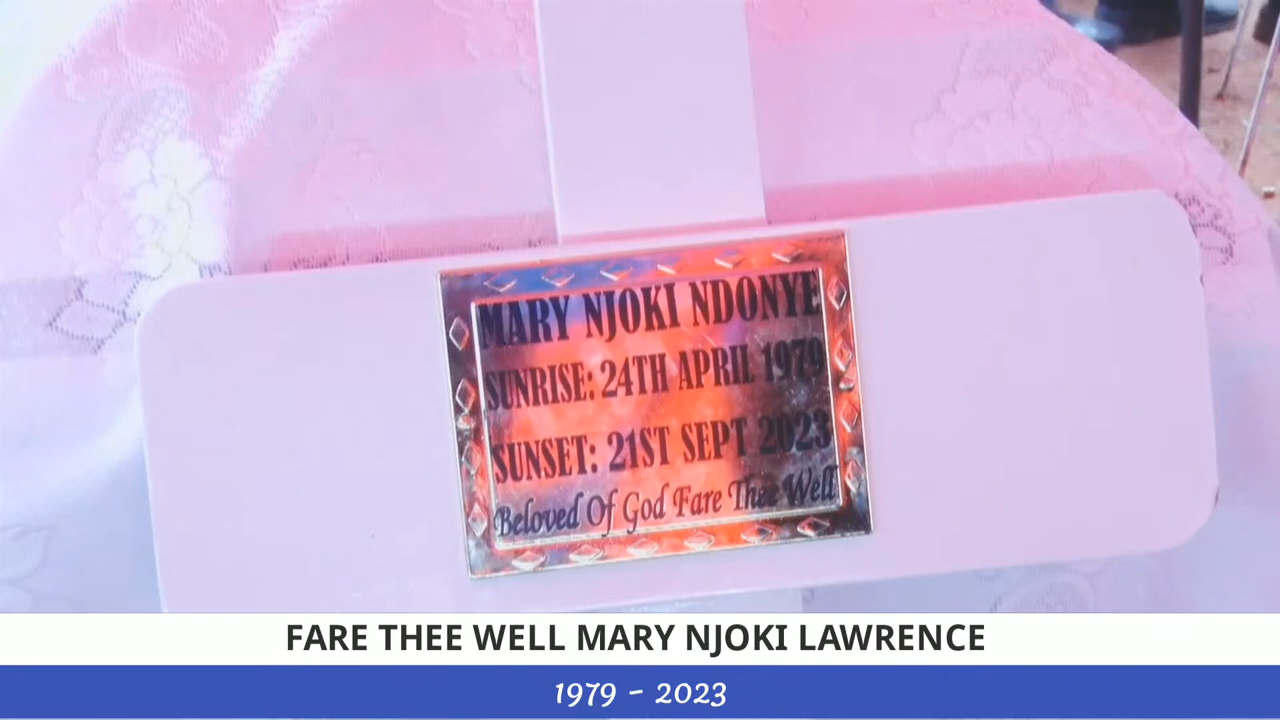 MARY NJOKI NDONYE
SUNRISE: 24TH APRIL 1979
SUNSET: 21ST SEPT 2023
Beloved Of God Fare Thee Well
FARE THEE WELL MARY NJOKI LAWRENCE
1979 - 2023